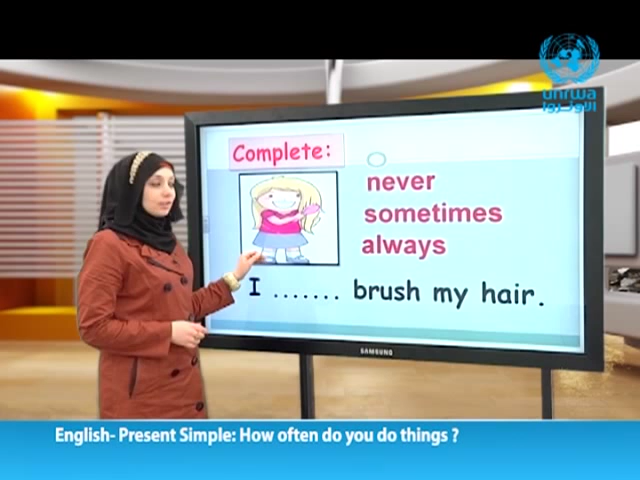 unrwa
الأونروا
Complete:
never
sometimes
always
I ....... brush my hair.
SAMSUNG
English- Present Simple: How often do you do things ?